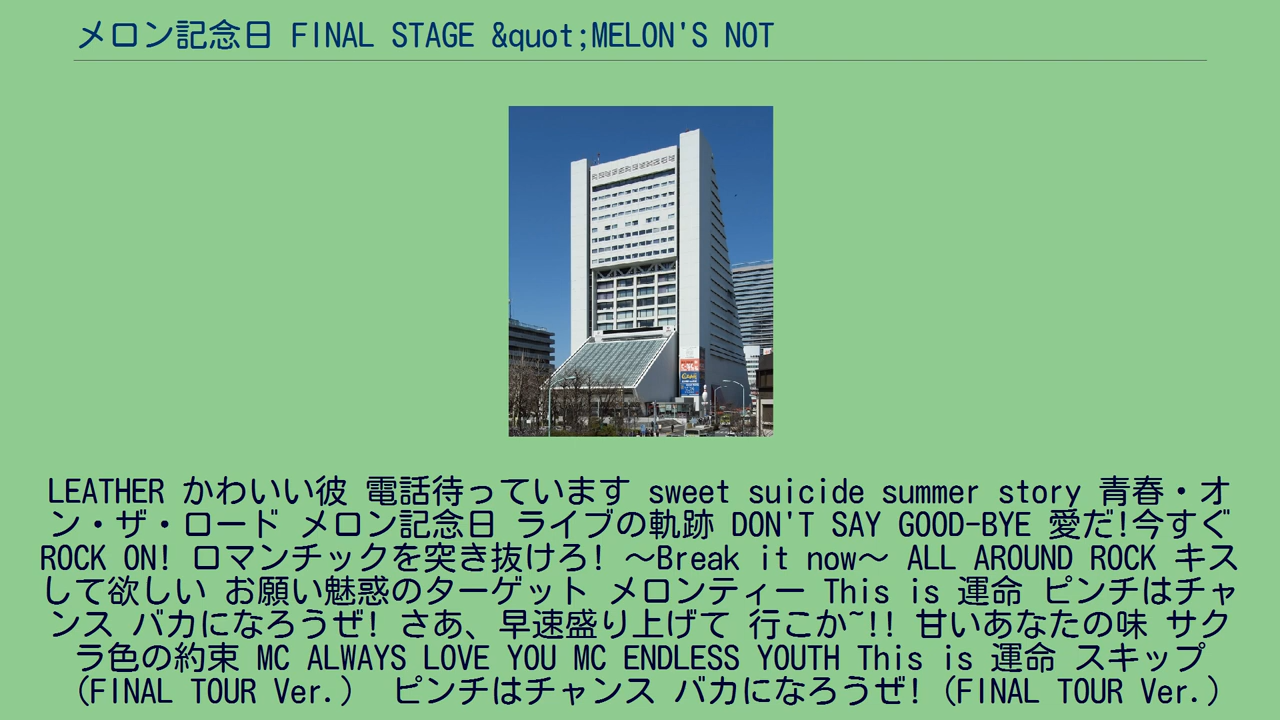 メロン記念日 FINAL STAGE &quot;MELON'S NOT
LEATHER かわいい彼 電話待っています sweet suicide summer story 青春・オ
ン・ザ・ロード メロン記念日 ライブの軌跡 DON'T SAY GOOD-BYE 愛だ!今すぐ
ROCK ON! ロマンチックを突き抜けろ! ～Break it now～ ALL AROUND ROCK キス
して欲しい お願い魅惑のターゲット メロンティー This is 運命 ピンチはチャ
ンス バカになろうぜ! さあ、早速盛り上げて 行こか~!! 甘いあなたの味 サク
ラ色の約束 MC ALWAYS LOVE YOU MC ENDLESS YOUTH This is 運命 スキップ
（FINAL TOUR Ver.） ピンチはチャンス バカになろうぜ!（FINAL TOUR Ver.）